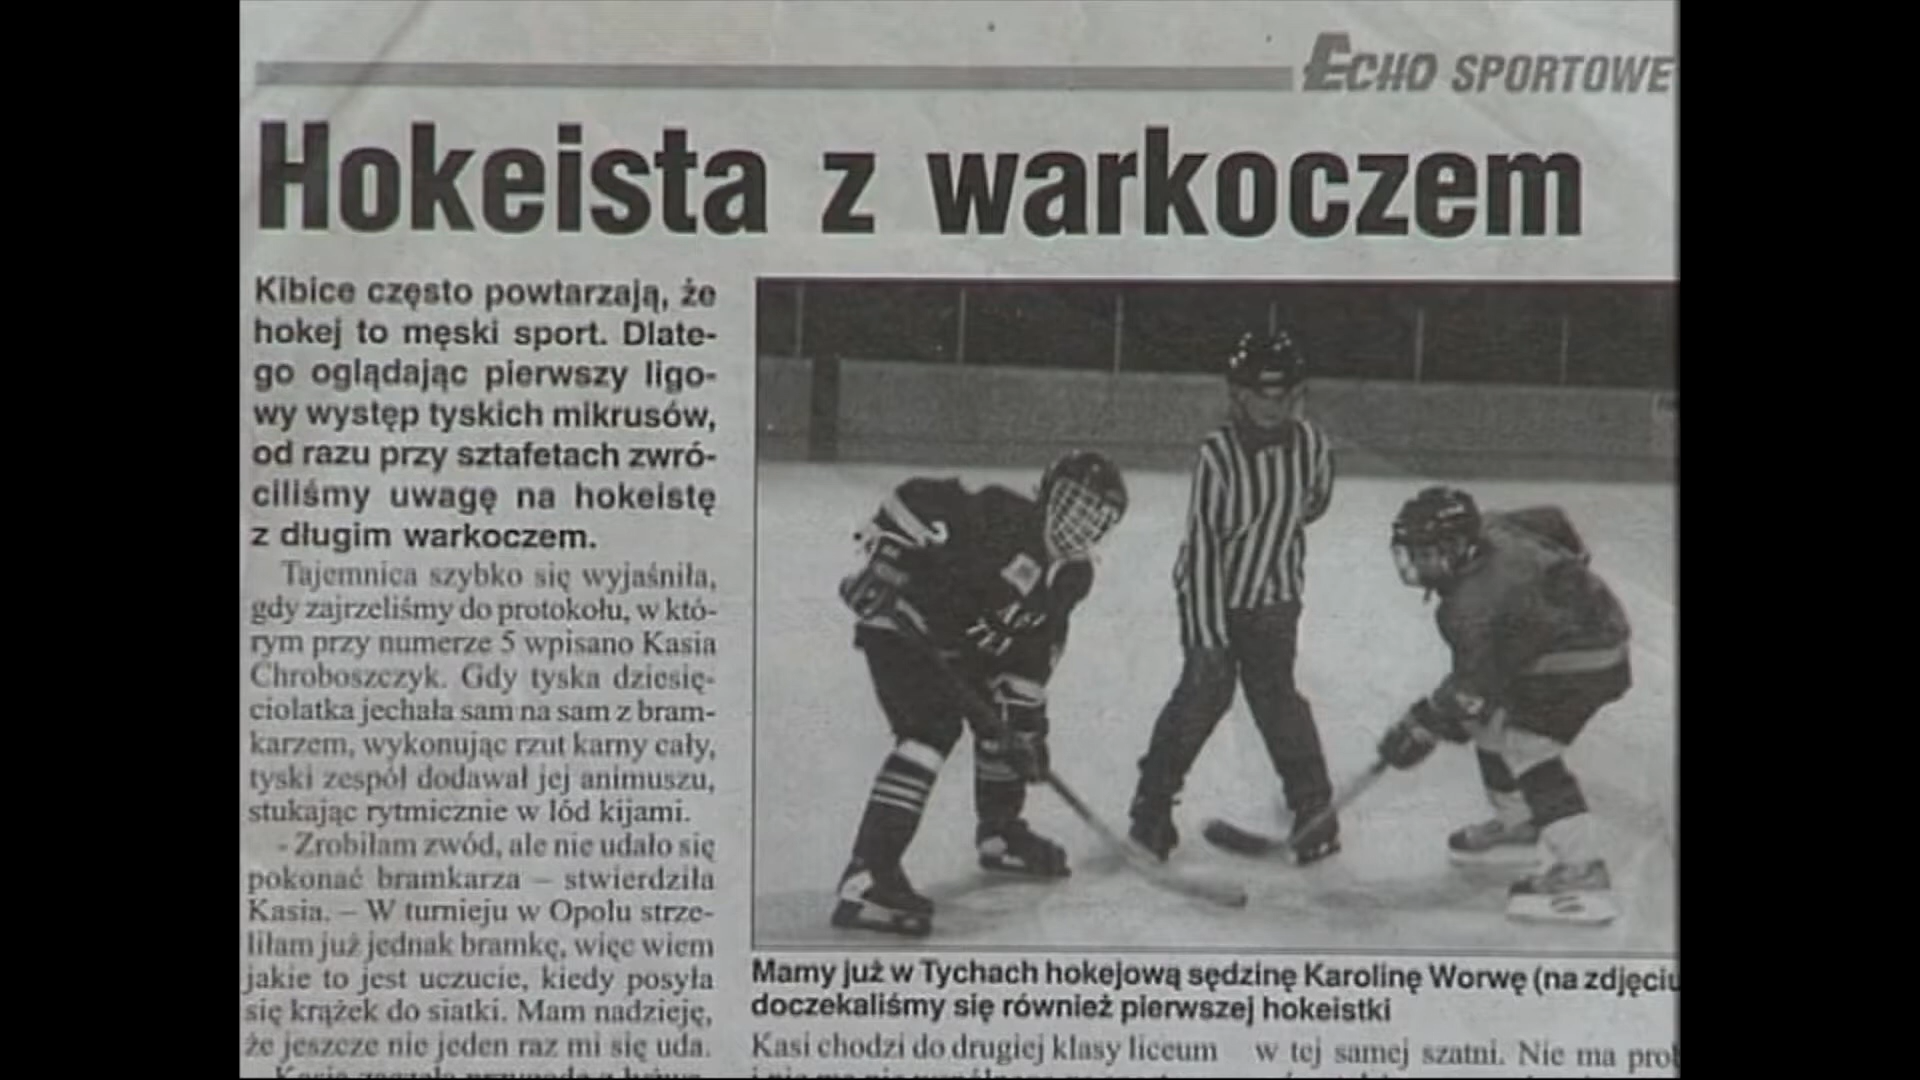 Echo Sportowe
Hokeista z warkoczem
Kibice często powtarzają, że
hokej to męski sport. Dlate-
go oglądając pierwszy ligo-
wy występ tyskich mikrusów,
od razu przy sztafetach zwró-
ciliśmy uwagę na hokeistę
z długim warkoczem.
Tajemnica szybko się wyjaśniła,
gdy zajrzeliśmy do protokołu, w któ-
rym przy numerze 5 wpisano Kasia
Chroboszczyk. Gdy tyska dziesię-
ciolatka jechała sam na sam z bram-
karzem, wykonując rzut karny cały,
tyski zespół dodawał jej animuszu,
stukając rytmicznie w lód kijami.
- Zrobiłam zwód, ale nie udało się
pokonać bramkarza – stwierdziła
Kasia. – W turnieju w Opolu strze-
liłam już jednak bramkę, więc wiem
jakie to jest uczucie, kiedy posyła
się krążek do siatki. Mam nadzieję,
że jeszcze nie jeden raz mi się uda.
Mamy już w Tychach hokejową sędzinę Karolinę Worwę (na zdjęciu
doczekaliśmy się również pierwszej hokeistki
Kasi chodzi do drugiej klasy liceum
w tej samej szatni. Nie ma